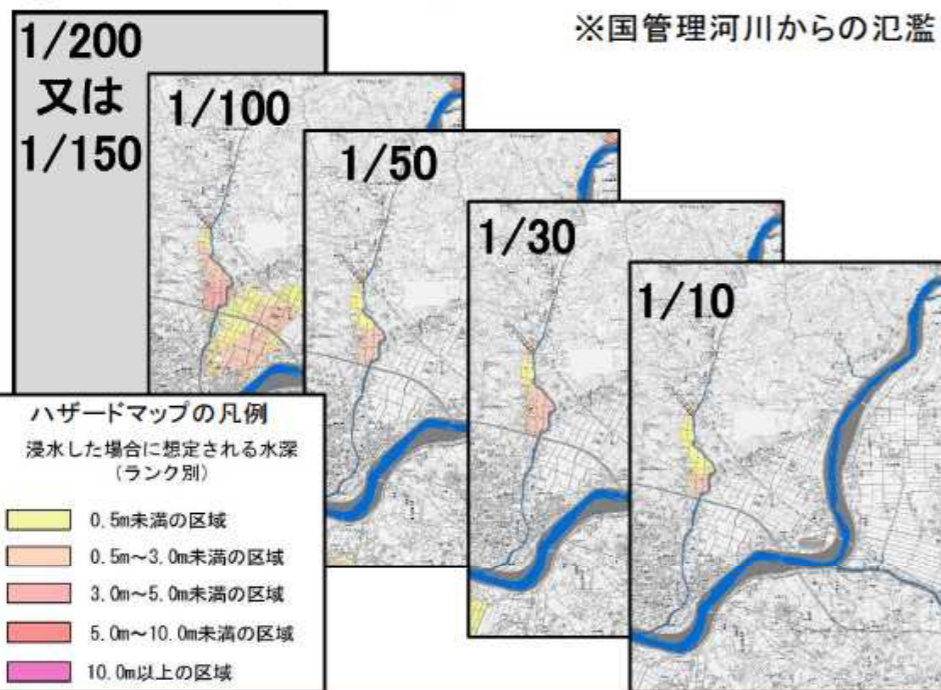 ※国管理河川からの氾濫
1/200
又は
1/150
1/100
1/50
1/30
1/10
ハザードマップの凡例
浸水した場合に想定される水深
(ランク別)
0.5m未満の区域
0.5m~3.0m未満の区域
3.0m~5.0m未満の区域
5.0m~10.0m未満の区域
10.0m以上の区域